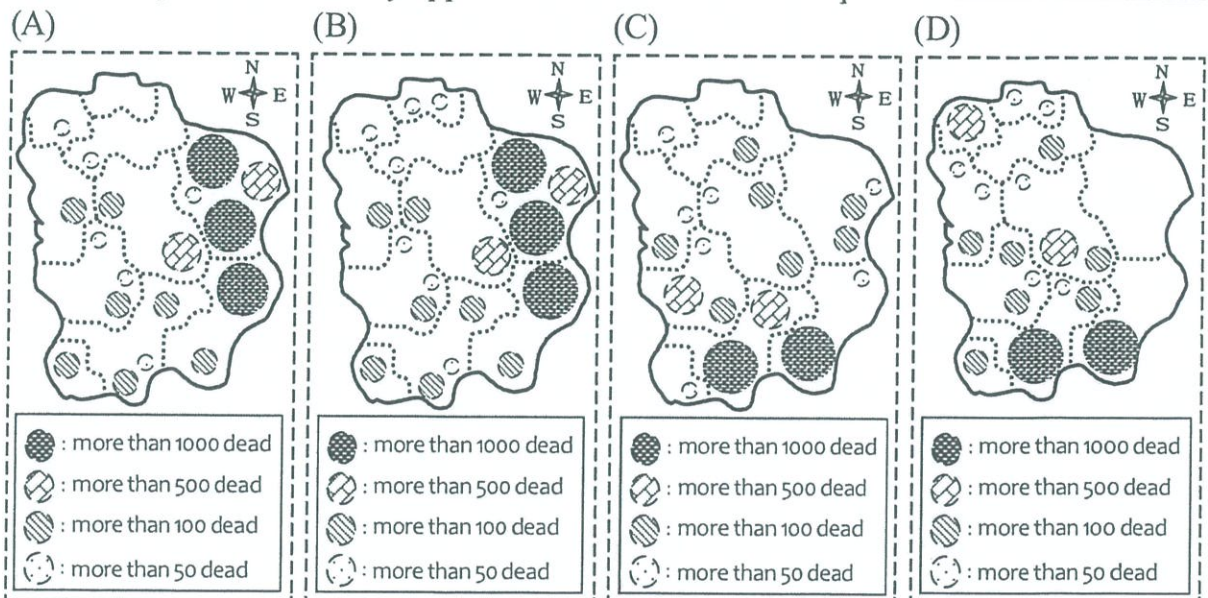 (A)
(B)
(C)
(D)
N
W E
S
N
W E
S
N
W E
S
N
W E
S
: more than 1000 dead
: more than 500 dead
: more than 100 dead
: more than 50 dead
: more than 1000 dead
: more than 500 dead
: more than 100 dead
: more than 50 dead
: more than 1000 dead
: more than 500 dead
: more than 100 dead
: more than 50 dead
: more than 1000 dead
: more than 500 dead
: more than 100 dead
: more than 50 dead